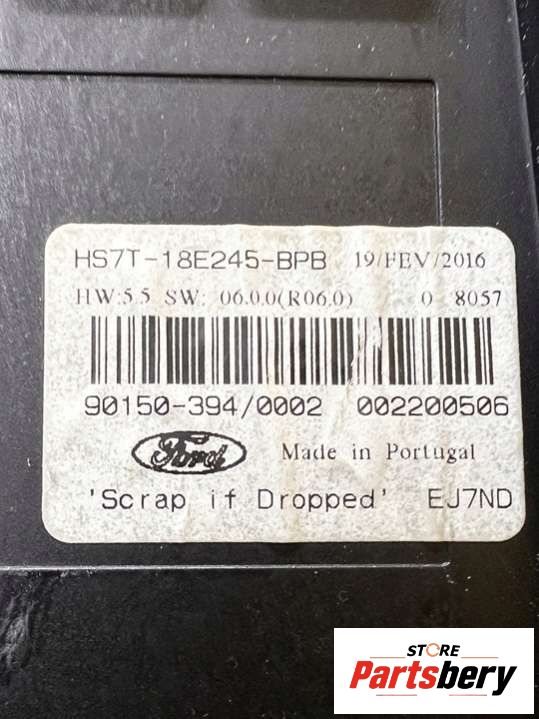 HS7T-18E245-BPB 19/FEV/2016
HW:5.5 SW: 06.0.0(R06.0) 0 8057
90150-394/0002 002200506
Ford Made in Portugal
'Scrap if Dropped' EJ7ND
STORE
Partsbery